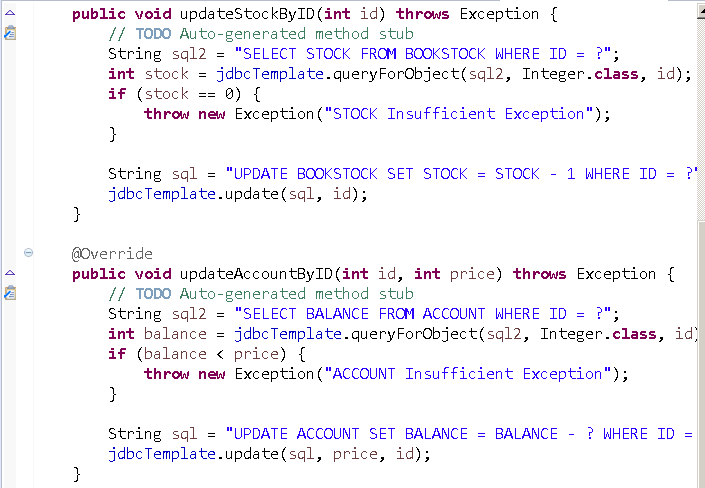 public void updateStockByID(int id) throws Exception {
// TODO Auto-generated method stub
String sql2 = "SELECT STOCK FROM BOOKSTOCK WHERE ID = ?";
int stock = jdbcTemplate.queryForObject(sql2, Integer.class, id);
if (stock == 0) {
throw new Exception("STOCK Insufficient Exception");
}
String sql = "UPDATE BOOKSTOCK SET STOCK = STOCK - 1 WHERE ID = ?"
jdbcTemplate.update(sql, id);
}
@Override
public void updateAccountByID(int id, int price) throws Exception {
// TODO Auto-generated method stub
String sql2 = "SELECT BALANCE FROM ACCOUNT WHERE ID = ?";
int balance = jdbcTemplate.queryForObject(sql2, Integer.class, id)
if (balance < price) {
throw new Exception("ACCOUNT Insufficient Exception");
}
String sql = "UPDATE ACCOUNT SET BALANCE = BALANCE - ? WHERE ID =
jdbcTemplate.update(sql, price, id);
}